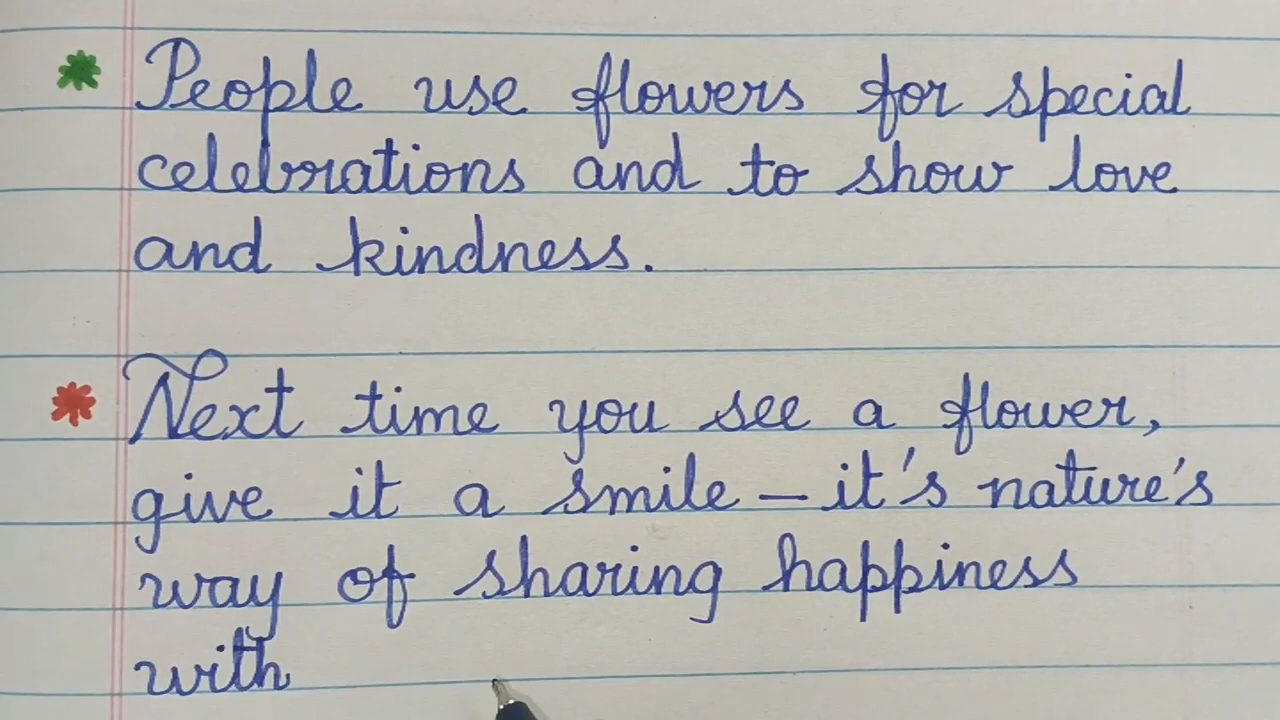 People use flowers for special
celebrations and to show love
and kindness.
Next time you see a flower,
give it a smile – it's nature's
way of sharing happiness
with